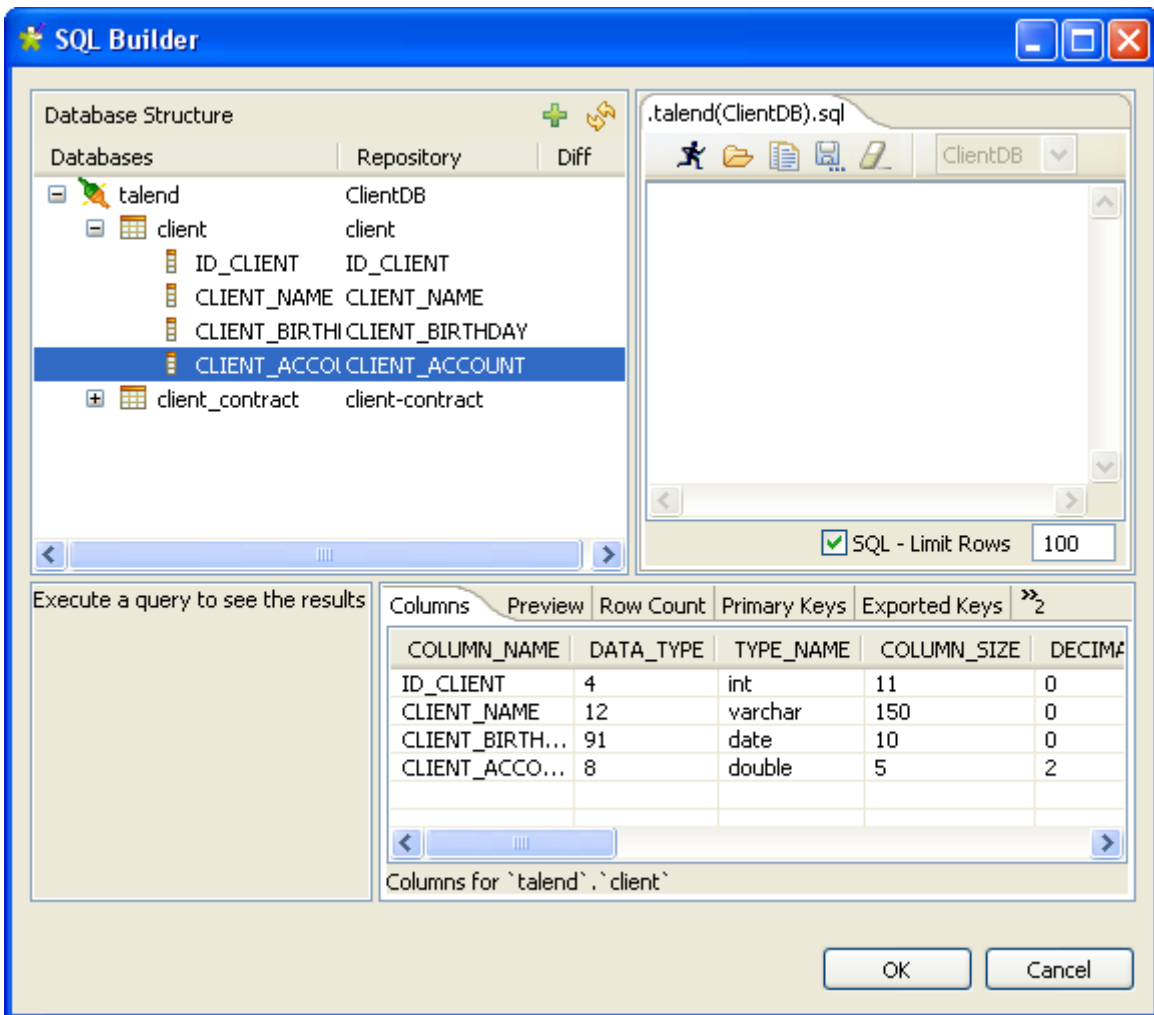 SQL Builder
Database Structure
Databases Repository Diff
talend ClientDB
client client
ID_CLIENT ID_CLIENT
CLIENT_NAME CLIENT_NAME
CLIENT_BIRTHI CLIENT_BIRTHDAY
CLIENT_ACCOU CLIENT_ACCOUNT
client_contract client-contract
.talend(ClientDB).sql
ClientDB
SQL - Limit Rows 100
Execute a query to see the results
Columns Preview Row Count Primary Keys Exported Keys »2
COLUMN_NAME DATA_TYPE TYPE_NAME COLUMN_SIZE DECIMA
ID_CLIENT 4 int 11 0
CLIENT_NAME 12 varchar 150 0
CLIENT_BIRTH... 91 date 10 0
CLIENT_ACCO... 8 double 5 2
Columns for `talend`.`client`
OK Cancel